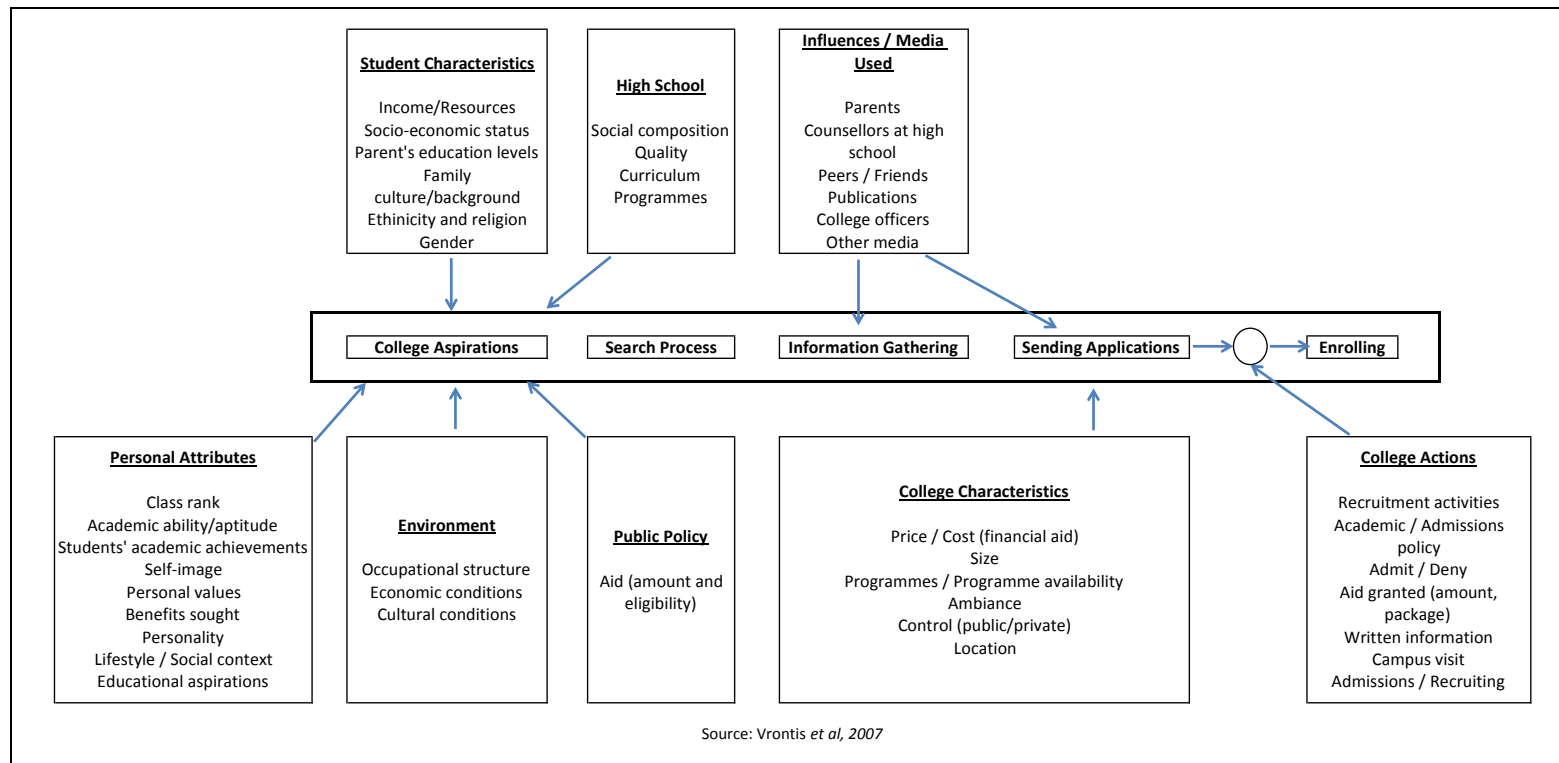 Student Characteristics
Income/Resources
Socio-economic status
Parent's education levels
Family
culture/background
Ethinicity and religion
Gender
High School
Social composition
Quality
Curriculum
Programmes
Influences / Media
Used
Parents
Counsellors at high
school
Peers / Friends
Publications
College officers
Other media
College Aspirations
Search Process
Information Gathering
Sending Applications
Enrolling
Personal Attributes
Class rank
Academic ability/aptitude
Students' academic achievements
Self-image
Personal values
Benefits sought
Personality
Lifestyle / Social context
Educational aspirations
Environment
Occupational structure
Economic conditions
Cultural conditions
Public Policy
Aid (amount and
eligibility)
College Characteristics
Price / Cost (financial aid)
Size
Programmes / Programme availability
Ambiance
Control (public/private)
Location
College Actions
Recruitment activities
Academic / Admissions
policy
Admit / Deny
Aid granted (amount,
package)
Written information
Campus visit
Admissions / Recruiting
Source: Vrontis et al, 2007